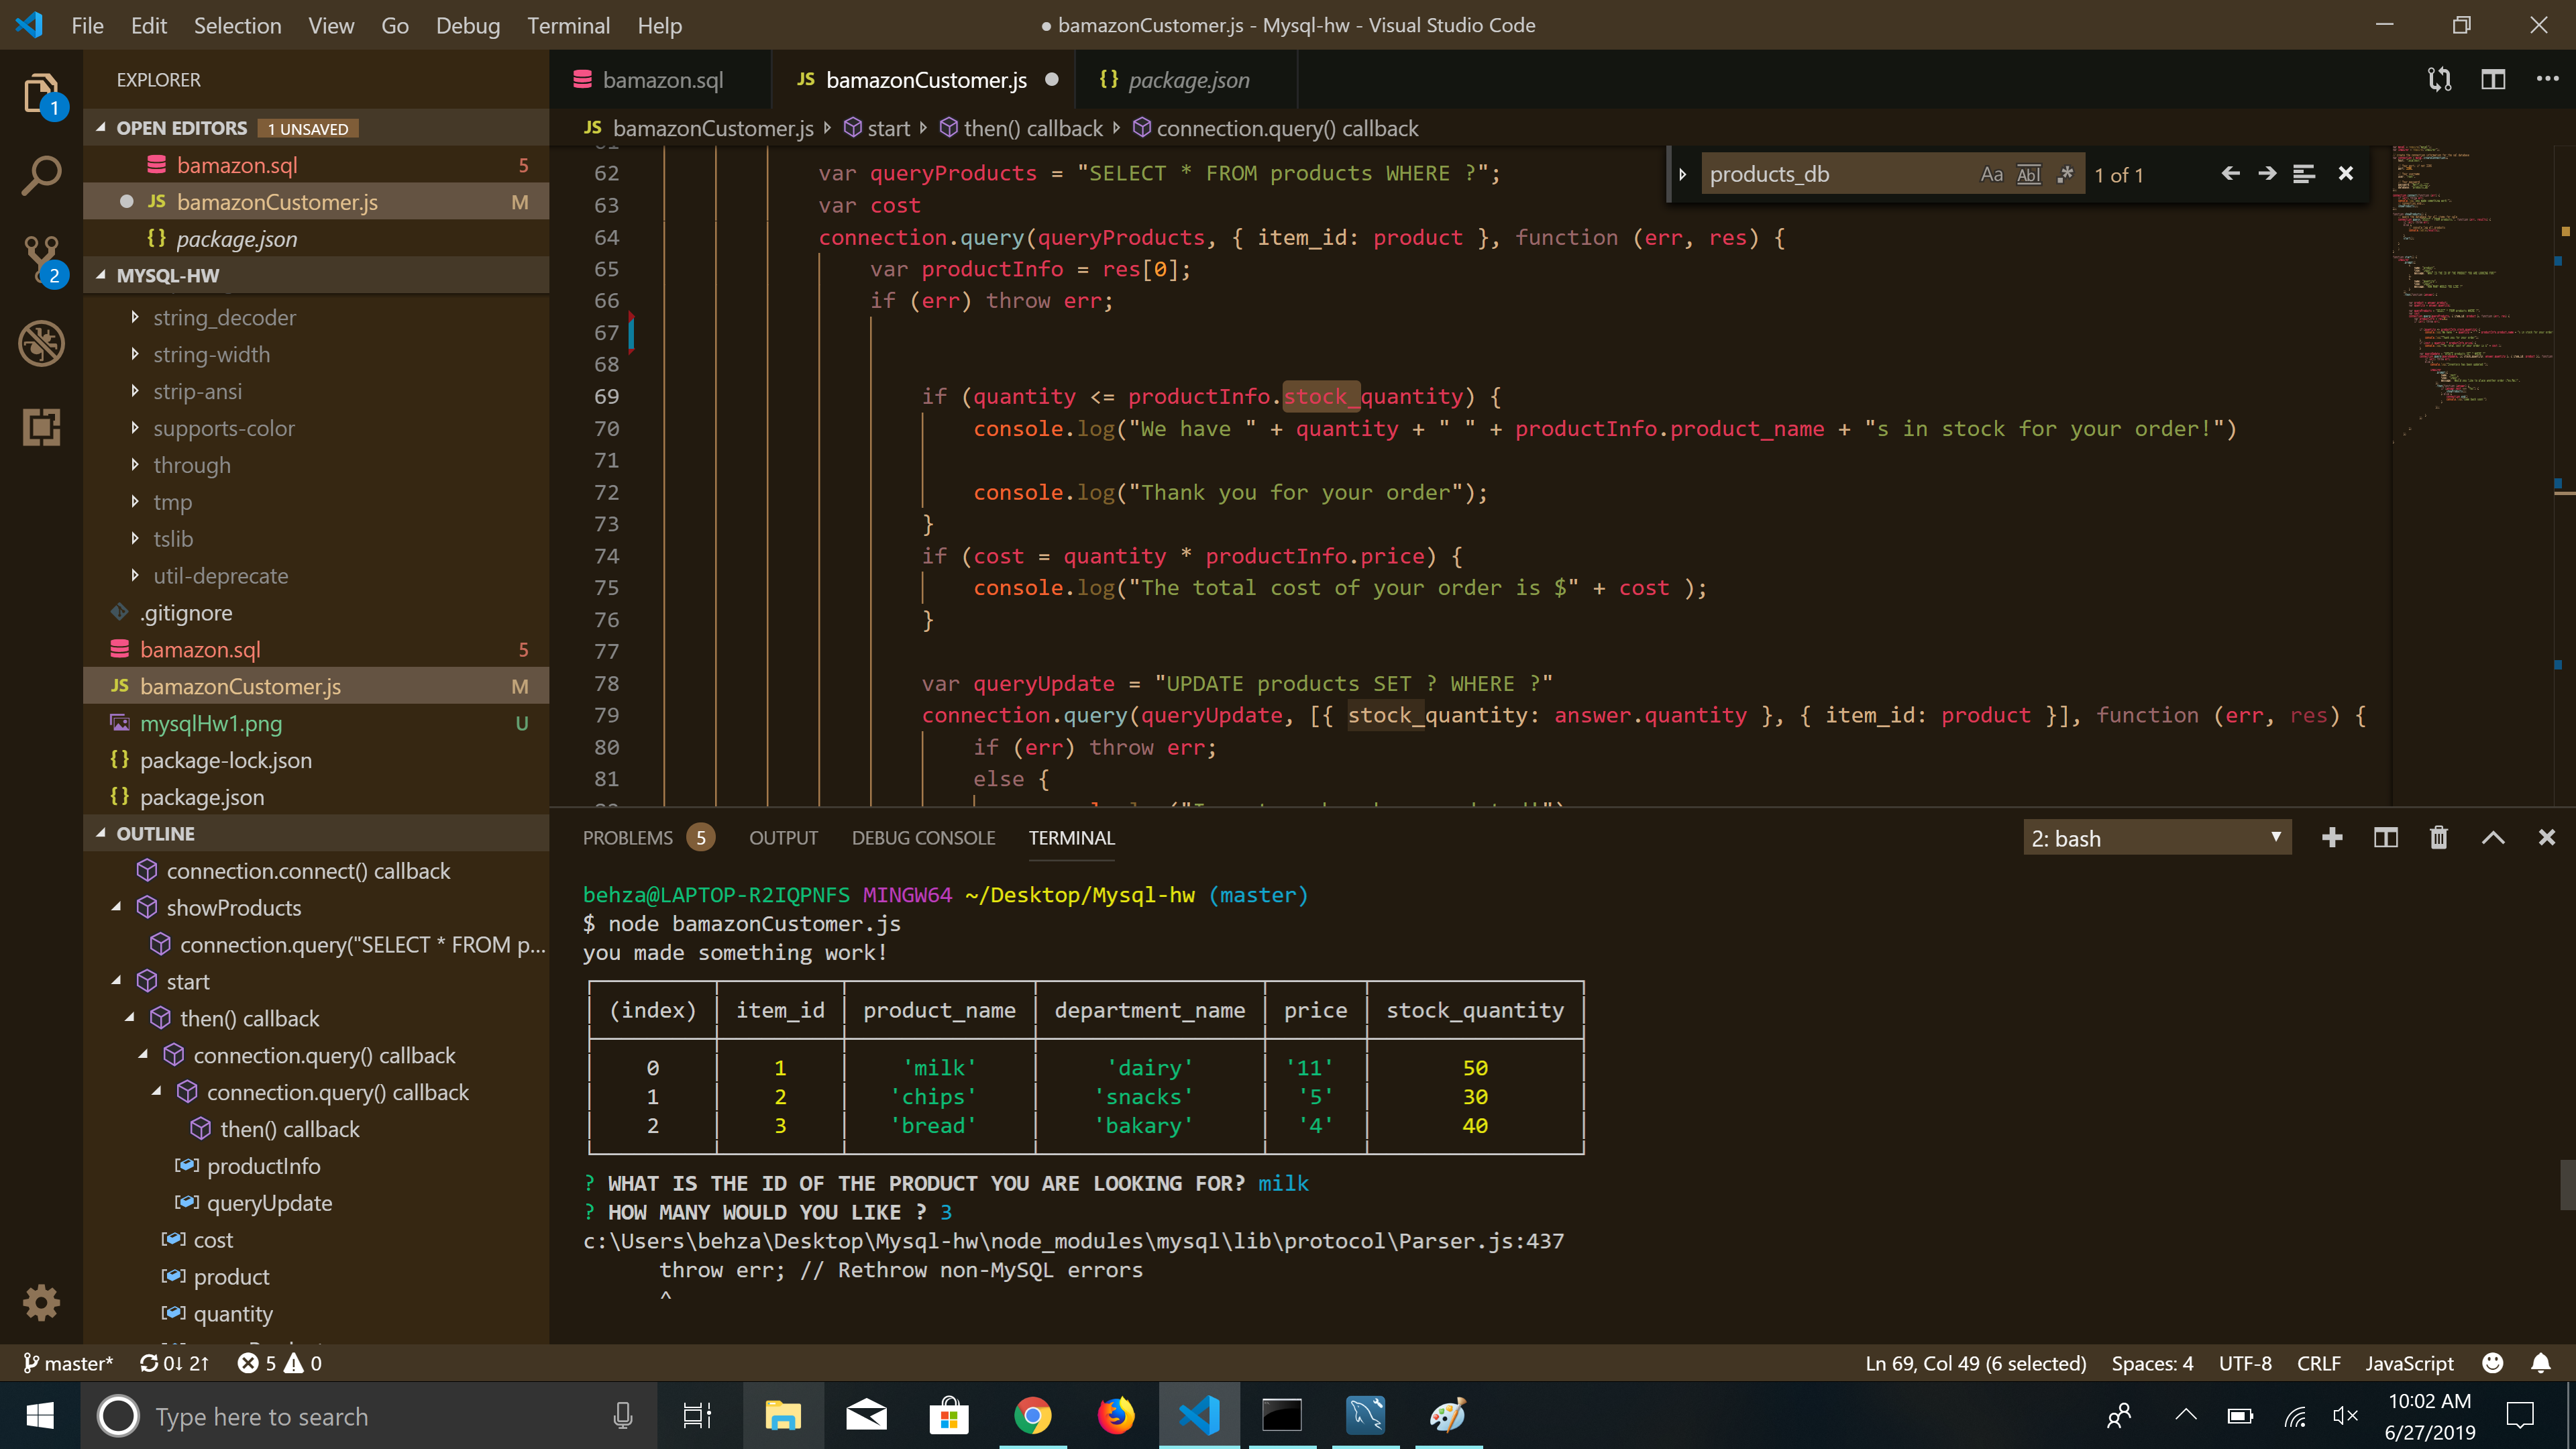 File Edit Selection View Go Debug Terminal Help
● bamazonCustomer.js - Mysql-hw - Visual Studio Code
EXPLORER
1
2
OPEN EDITORS 1 UNSAVED
bamazon.sql 5
JS bamazonCustomer.js M
{} package.json
MYSQL-HW
string_decoder
string-width
strip-ansi
supports-color
through
tmp
tslib
util-deprecate
.gitignore
bamazon.sql 5
JS bamazonCustomer.js M
mysqlHw1.png U
{} package-lock.json
{} package.json
OUTLINE
connection.connect() callback
showProducts
connection.query("SELECT * FROM p...
start
then() callback
connection.query() callback
connection.query() callback
then() callback
productInfo
queryUpdate
cost
product
quantity
bamazon.sql
JS bamazonCustomer.js ●
{} package.json
JS bamazonCustomer.js start then() callback connection.query() callback
products_db Aa Abl .* 1 of 1
62 var queryProducts = "SELECT * FROM products WHERE ?";
63 var cost
64 connection.query(queryProducts, { item_id: product }, function (err, res) {
65 var productInfo = res[0];
66 if (err) throw err;
67
68
69 if (quantity <= productInfo.stock_quantity) {
70 console.log("We have " + quantity + " " + productInfo.product_name + "s in stock for your order!")
71
72 console.log("Thank you for your order");
73 }
74 if (cost = quantity * productInfo.price) {
75 console.log("The total cost of your order is $" + cost );
76 }
77
78 var queryUpdate = "UPDATE products SET ? WHERE ?"
79 connection.query(queryUpdate, [{ stock_quantity: answer.quantity }, { item_id: product }], function (err, res) {
80 if (err) throw err;
81 else {
PROBLEMS 5 OUTPUT DEBUG CONSOLE TERMINAL
2: bash
behza@LAPTOP-R2IQPNFS MINGW64 ~/Desktop/Mysql-hw (master)
$ node bamazonCustomer.js
you made something work!
(index) item_id product_name department_name price stock_quantity
0 1 'milk' 'dairy' '11' 50
1 2 'chips' 'snacks' '5' 30
2 3 'bread' 'bakary' '4' 40
? WHAT IS THE ID OF THE PRODUCT YOU ARE LOOKING FOR? milk
? HOW MANY WOULD YOU LIKE ? 3
c:\Users\behza\Desktop\Mysql-hw\node_modules\mysql\lib\protocol\Parser.js:437
throw err; // Rethrow non-MySQL errors
^
master* 0↓ 2↑ 5 0
Ln 69, Col 49 (6 selected) Spaces: 4 UTF-8 CRLF JavaScript
Type here to search
10:02 AM
6/27/2019